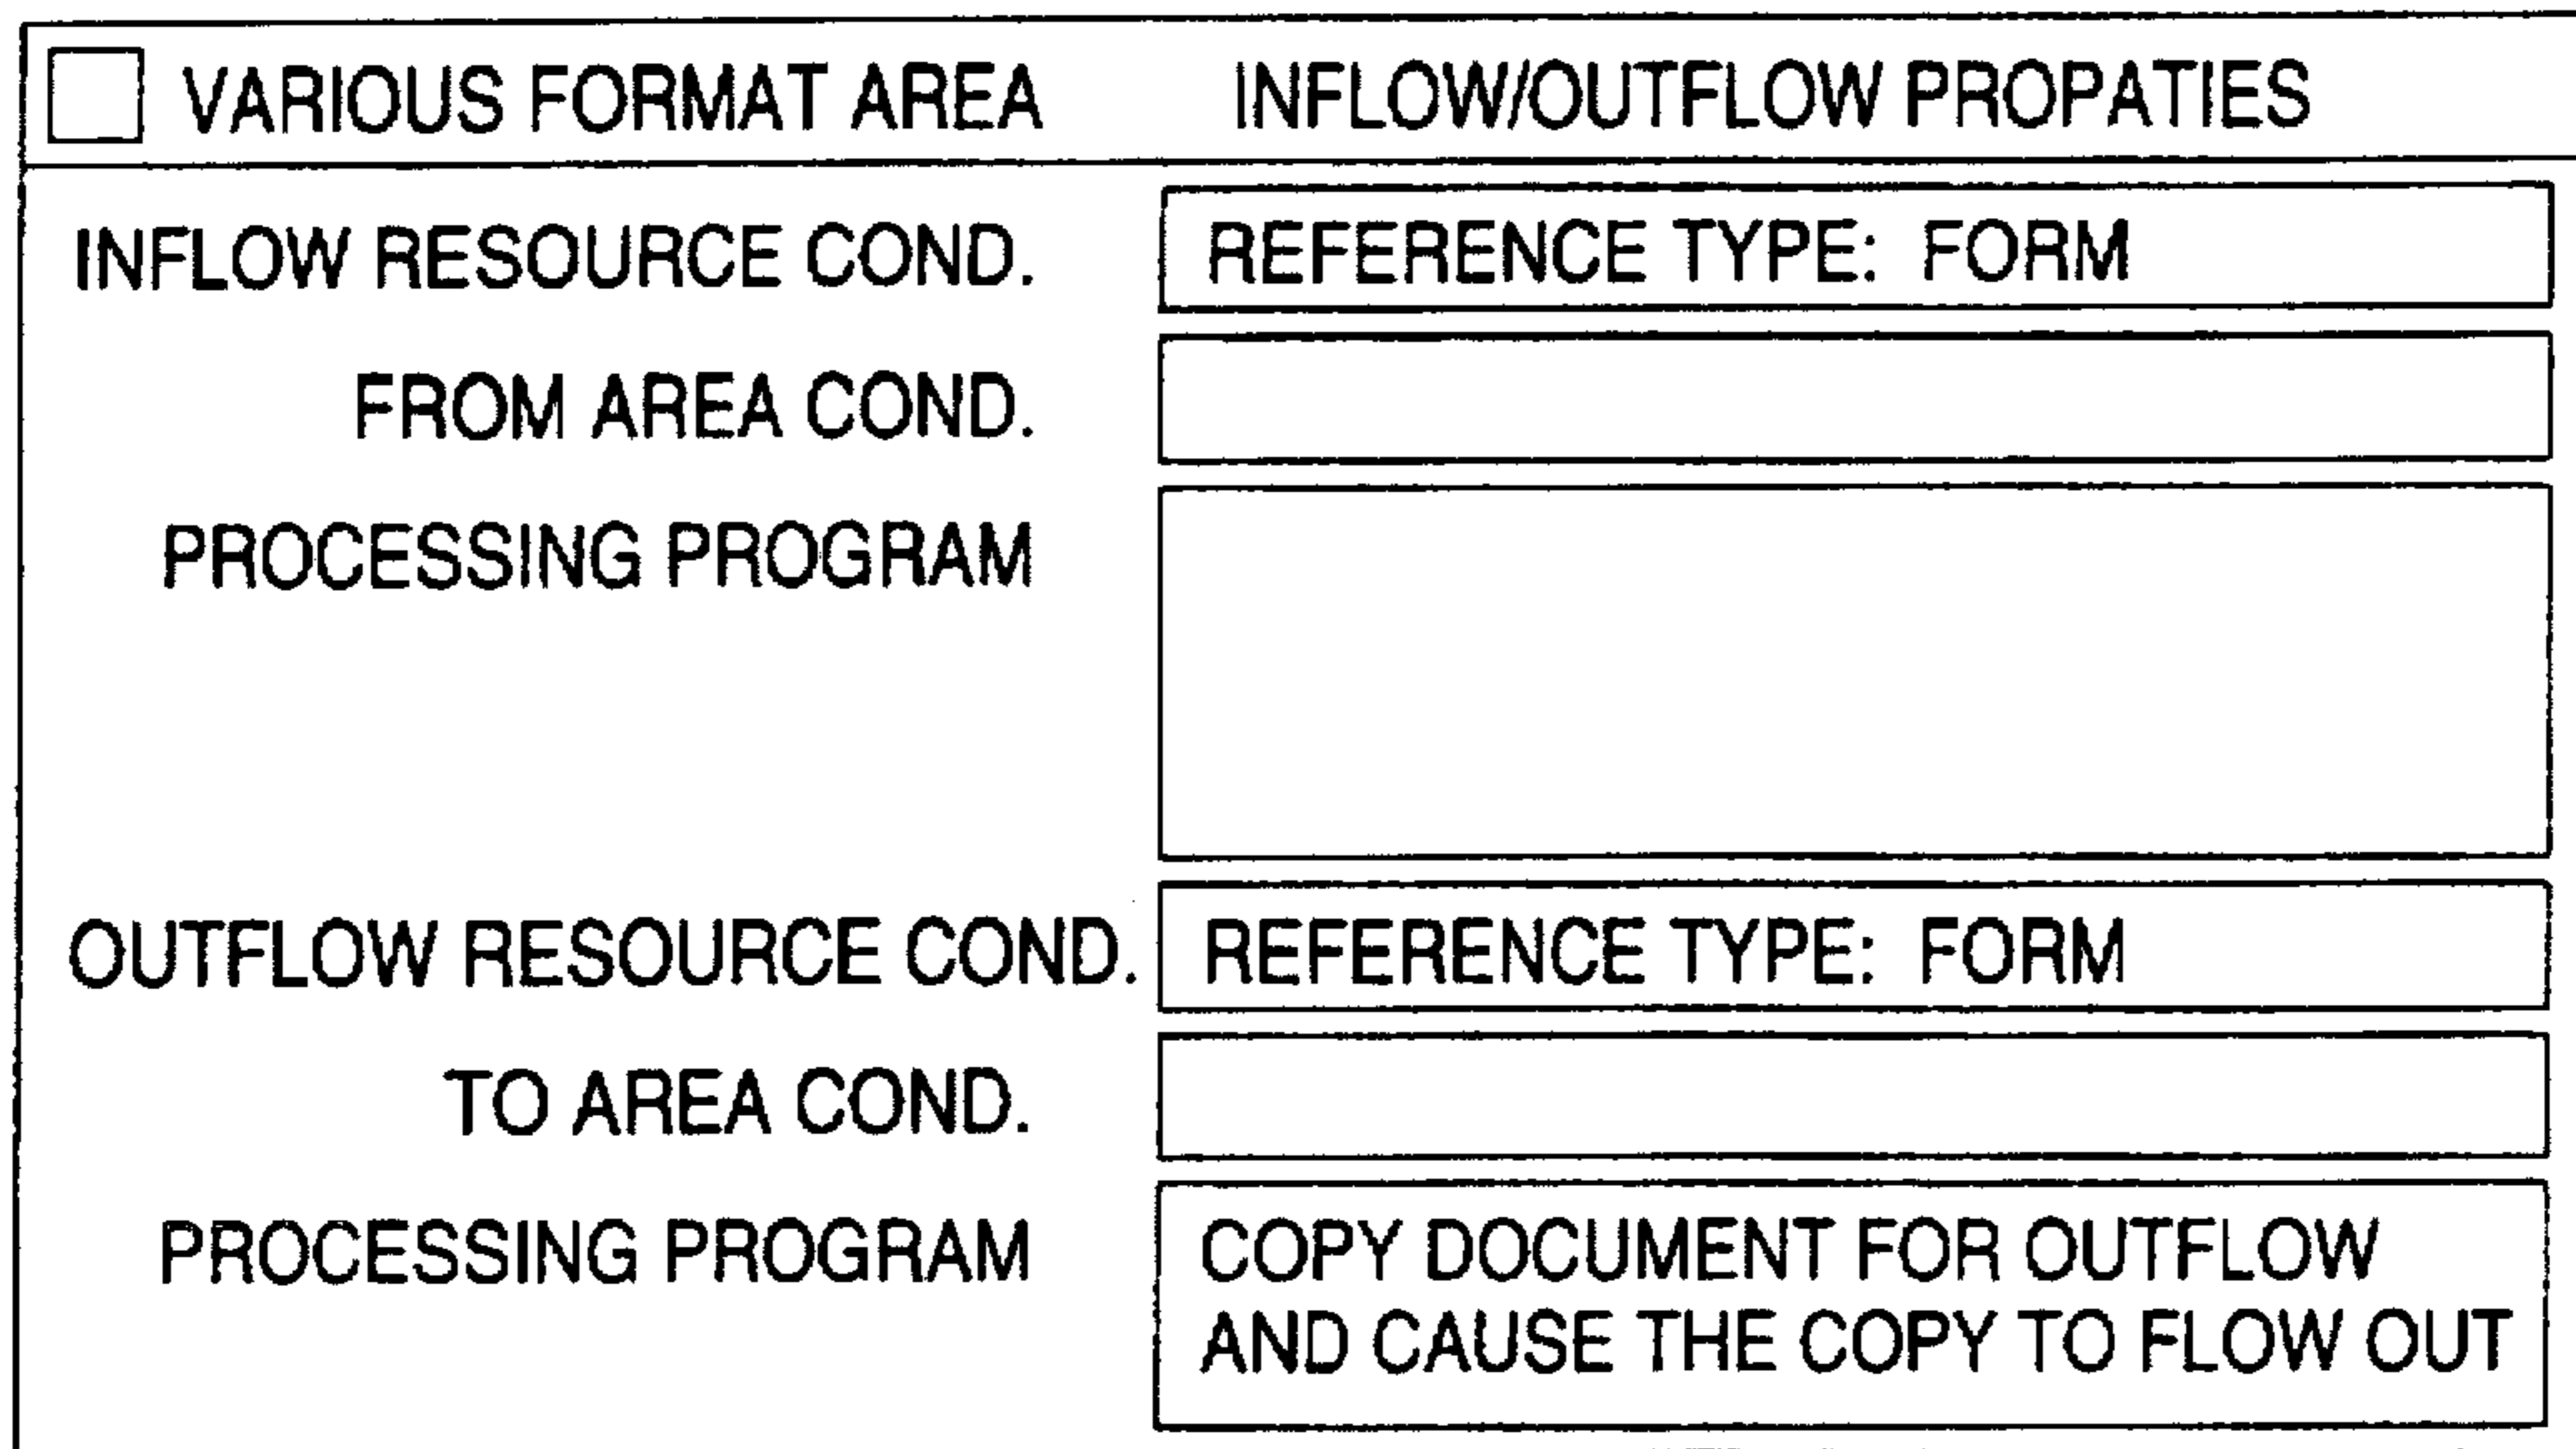 VARIOUS FORMAT AREA INFLOW/OUTFLOW PROPATIES
INFLOW RESOURCE COND. REFERENCE TYPE: FORM
FROM AREA COND.
PROCESSING PROGRAM
OUTFLOW RESOURCE COND. REFERENCE TYPE: FORM
TO AREA COND.
PROCESSING PROGRAM COPY DOCUMENT FOR OUTFLOW
AND CAUSE THE COPY TO FLOW OUT